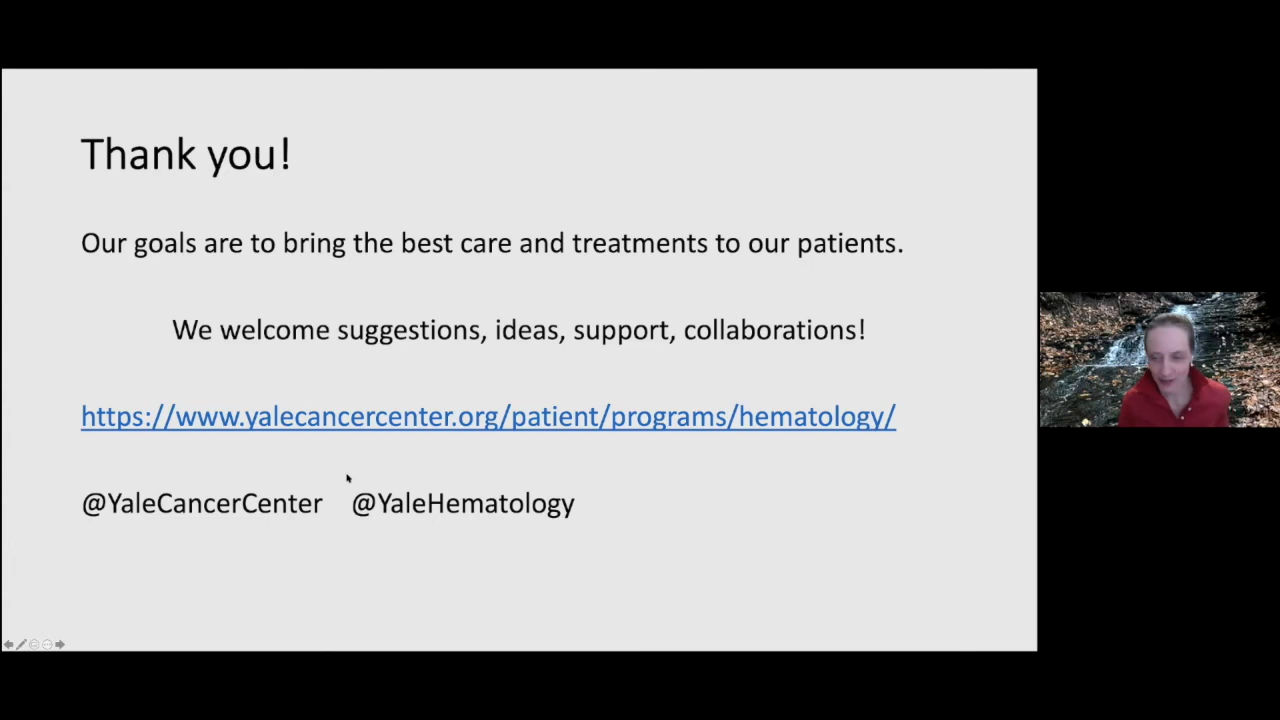 Thank you!
Our goals are to bring the best care and treatments to our patients.
We welcome suggestions, ideas, support, collaborations!
https://www.yalecancercenter.org/patient/programs/hematology/
@YaleCancerCenter @YaleHematology